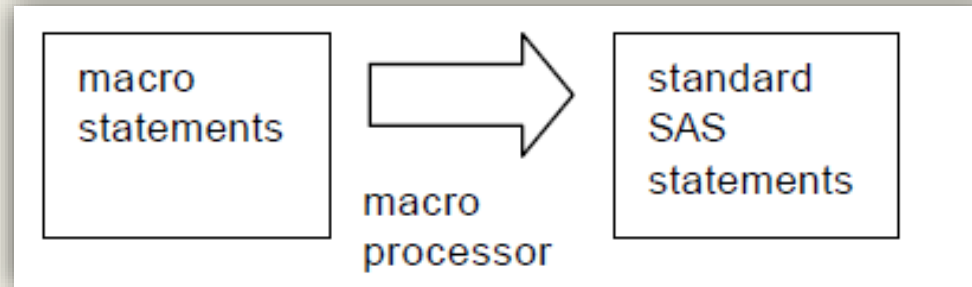 macro
statements
macro
processor
standard
SAS
statements